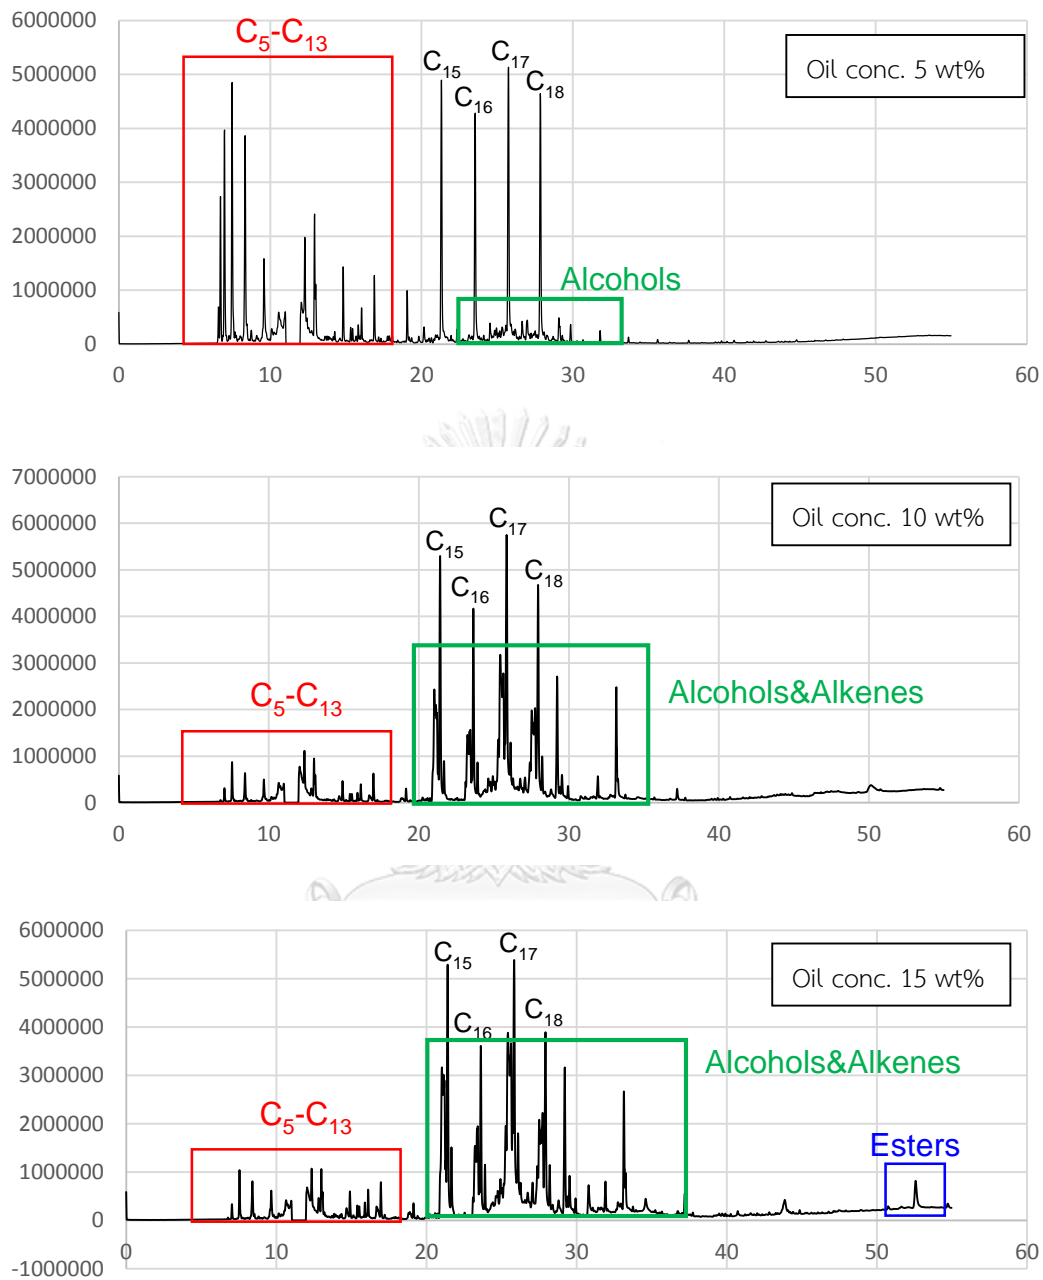 6000000
C5-C13
5000000
C15
C16
C17
C18
Oil conc. 5 wt%
4000000
3000000
2000000
1000000
Alcohols
0
0 10 20 30 40 50 60
7000000
6000000
C15
C16
C17
C18
Oil conc. 10 wt%
5000000
4000000
3000000
C5-C13
Alcohols&Alkenes
2000000
1000000
0
0 10 20 30 40 50 60
6000000
C15
C16
C17
C18
Oil conc. 15 wt%
5000000
4000000
Alcohols&Alkenes
3000000
C5-C13
2000000
Esters
1000000
0
0 10 20 30 40 50 60
-1000000